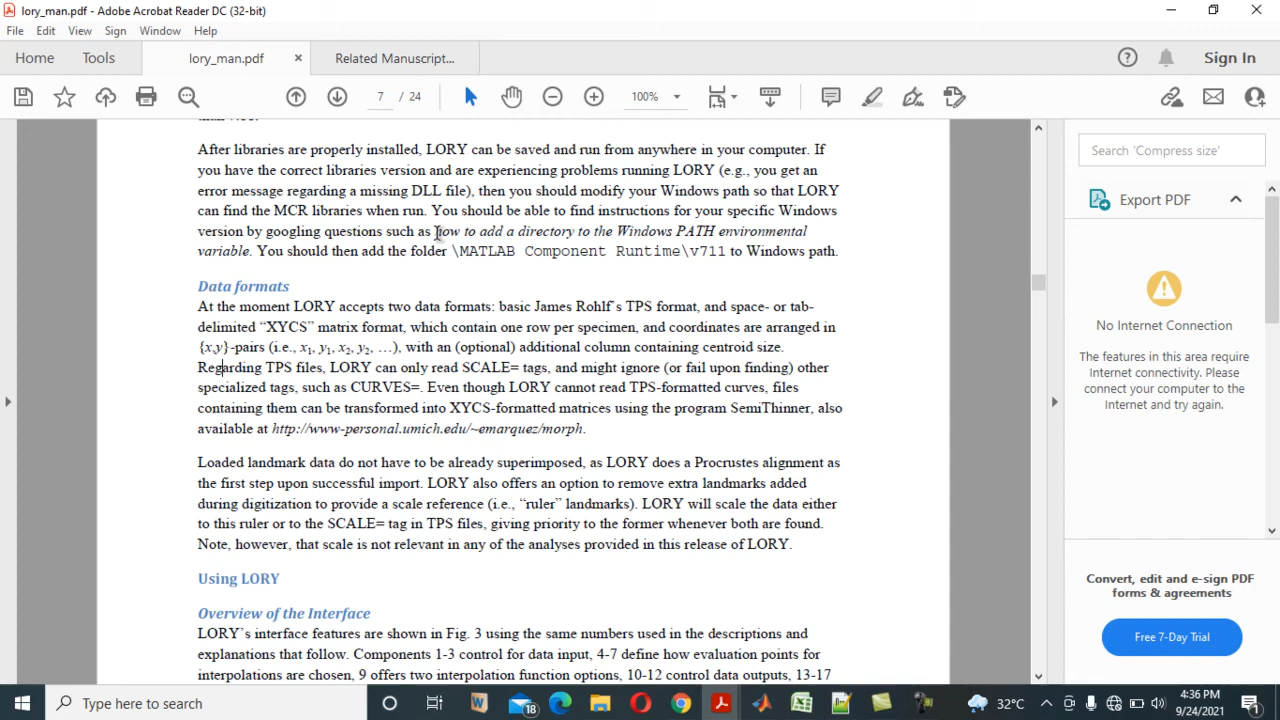 lory_man.pdf - Adobe Acrobat Reader DC (32-bit)
File Edit View Sign Window Help
Home Tools lory_man.pdf × Related Manuscript... Sign In
7 / 24 100%
After libraries are properly installed, LORY can be saved and run from anywhere in your computer. If
you have the correct libraries version and are experiencing problems running LORY (e.g., you get an
error message regarding a missing DLL file), then you should modify your Windows path so that LORY
can find the MCR libraries when run. You should be able to find instructions for your specific Windows
version by googling questions such as how to add a directory to the Windows PATH environmental
variable. You should then add the folder \MATLAB Component Runtime\v711 to Windows path.
Data formats
At the moment LORY accepts two data formats: basic James Rohlf's TPS format, and space- or tab-
delimited “XYCS” matrix format, which contain one row per specimen, and coordinates are arranged in
{x,y}-pairs (i.e., x1, y1, x2, y2, …), with an (optional) additional column containing centroid size.
Regarding TPS files, LORY can only read SCALE= tags, and might ignore (or fail upon finding) other
specialized tags, such as CURVES=. Even though LORY cannot read TPS-formatted curves, files
containing them can be transformed into XYCS-formatted matrices using the program SemiThinner, also
available at http://www-personal.umich.edu/~emarquez/morph.
Loaded landmark data do not have to be already superimposed, as LORY does a Procrustes alignment as
the first step upon successful import. LORY also offers an option to remove extra landmarks added
during digitization to provide a scale reference (i.e., “ruler” landmarks). LORY will scale the data either
to this ruler or to the SCALE= tag in TPS files, giving priority to the former whenever both are found.
Note, however, that scale is not relevant in any of the analyses provided in this release of LORY.
Using LORY
Overview of the Interface
LORY's interface features are shown in Fig. 3 using the same numbers used in the descriptions and
explanations that follow. Components 1-3 control for data input, 4-7 define how evaluation points for
interpolations are chosen, 9 offers two interpolation function options, 10-12 control data outputs, 13-17
Search 'Compress size'
Export PDF
No Internet Connection
The features in this area require
Internet connectivity. Please
connect your computer to the
Internet and try again.
Convert, edit and e-sign PDF
forms & agreements
Free 7-Day Trial
Type here to search
18
32°C
4:36 PM
9/24/2021
1